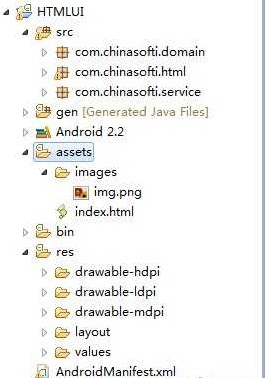 HTMLUI
src
com.chinasofti.domain
com.chinasofti.html
com.chinasofti.service
gen [Generated Java Files]
Android 2.2
assets
images
img.png
index.html
bin
res
drawable-hdpi
drawable-ldpi
drawable-mdpi
layout
values
AndroidManifest.xml